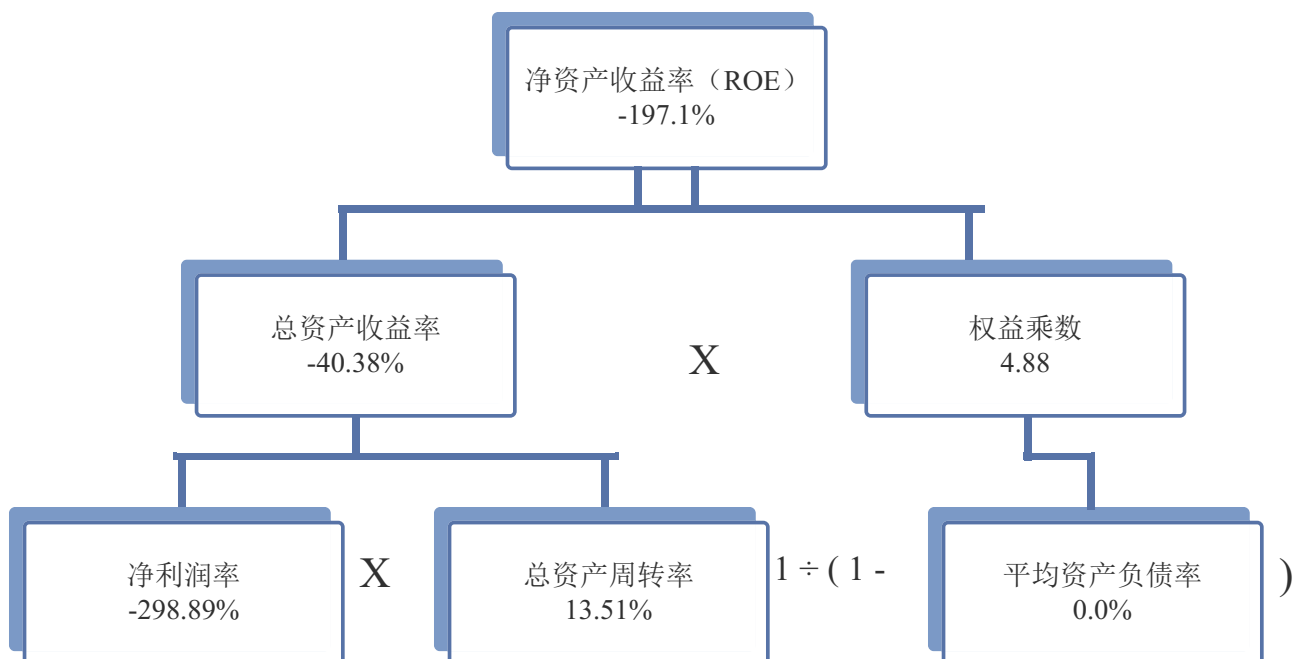 净资产收益率（ROE）
-197.1%
总资产收益率
-40.38%
X
权益乘数
4.88
净利润率
-298.89%
X
总资产周转率
13.51%
1 ÷ ( 1 -
平均资产负债率
0.0%
)